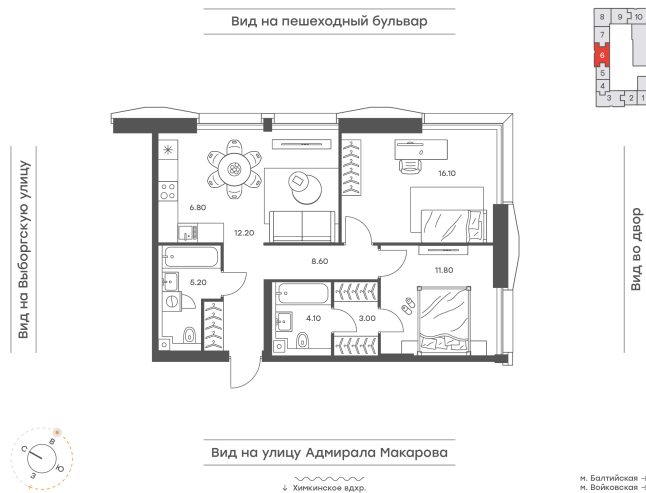 Вид на пешеходный бульвар
8 9 10
7
6
5
4
3 2 1
Вид на Выборгскую улицу
Вид во двор
16.10
6.80
12.20
8.60
11.80
5.20
4.10
3.00
В
С
Ю
З
Вид на улицу Адмирала Макарова
↓ Химкинское вдхр.
м. Балтийская
м. Войковская